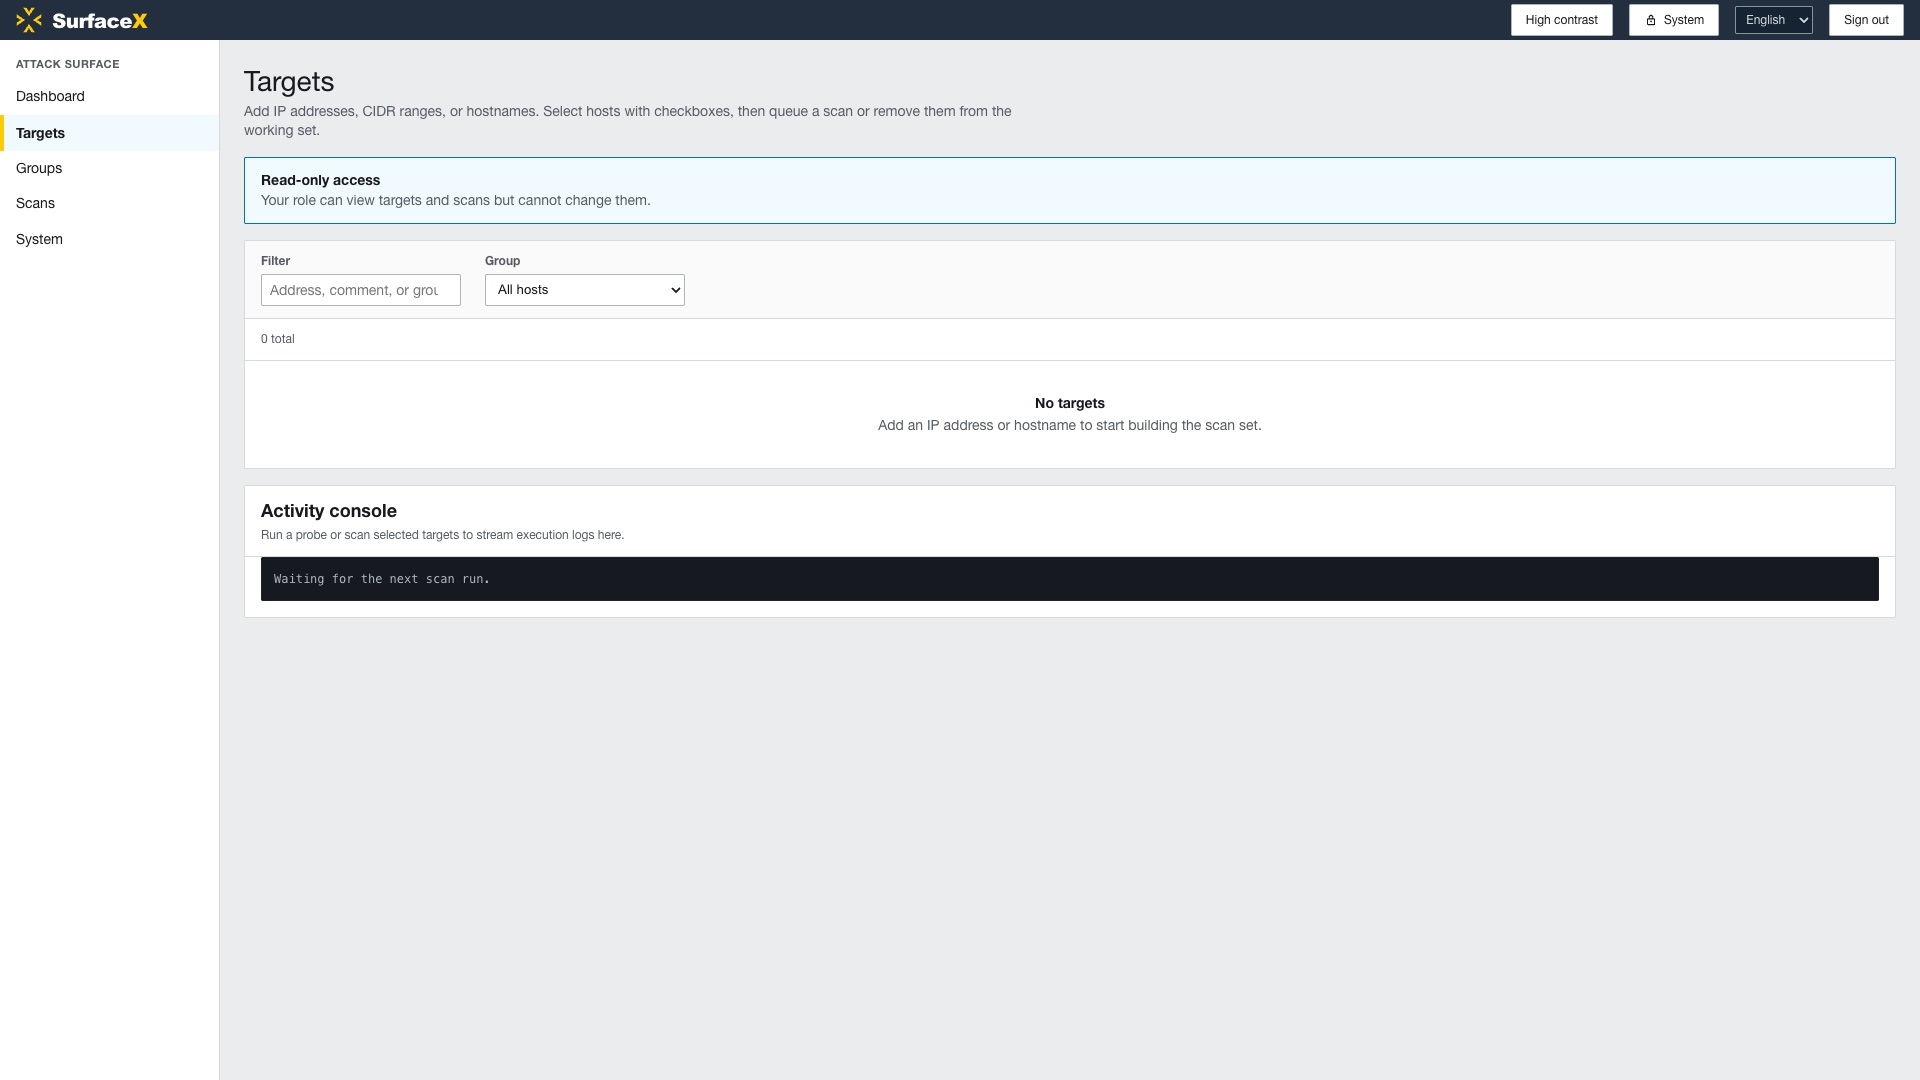 SurfaceX
High contrast
System
English
Sign out
ATTACK SURFACE
Dashboard
Targets
Groups
Scans
System
Targets
Add IP addresses, CIDR ranges, or hostnames. Select hosts with checkboxes, then queue a scan or remove them from the
working set.
Read-only access
Your role can view targets and scans but cannot change them.
Filter
Group
Address, comment, or grou
All hosts
0 total
No targets
Add an IP address or hostname to start building the scan set.
Activity console
Run a probe or scan selected targets to stream execution logs here.
Waiting for the next scan run.